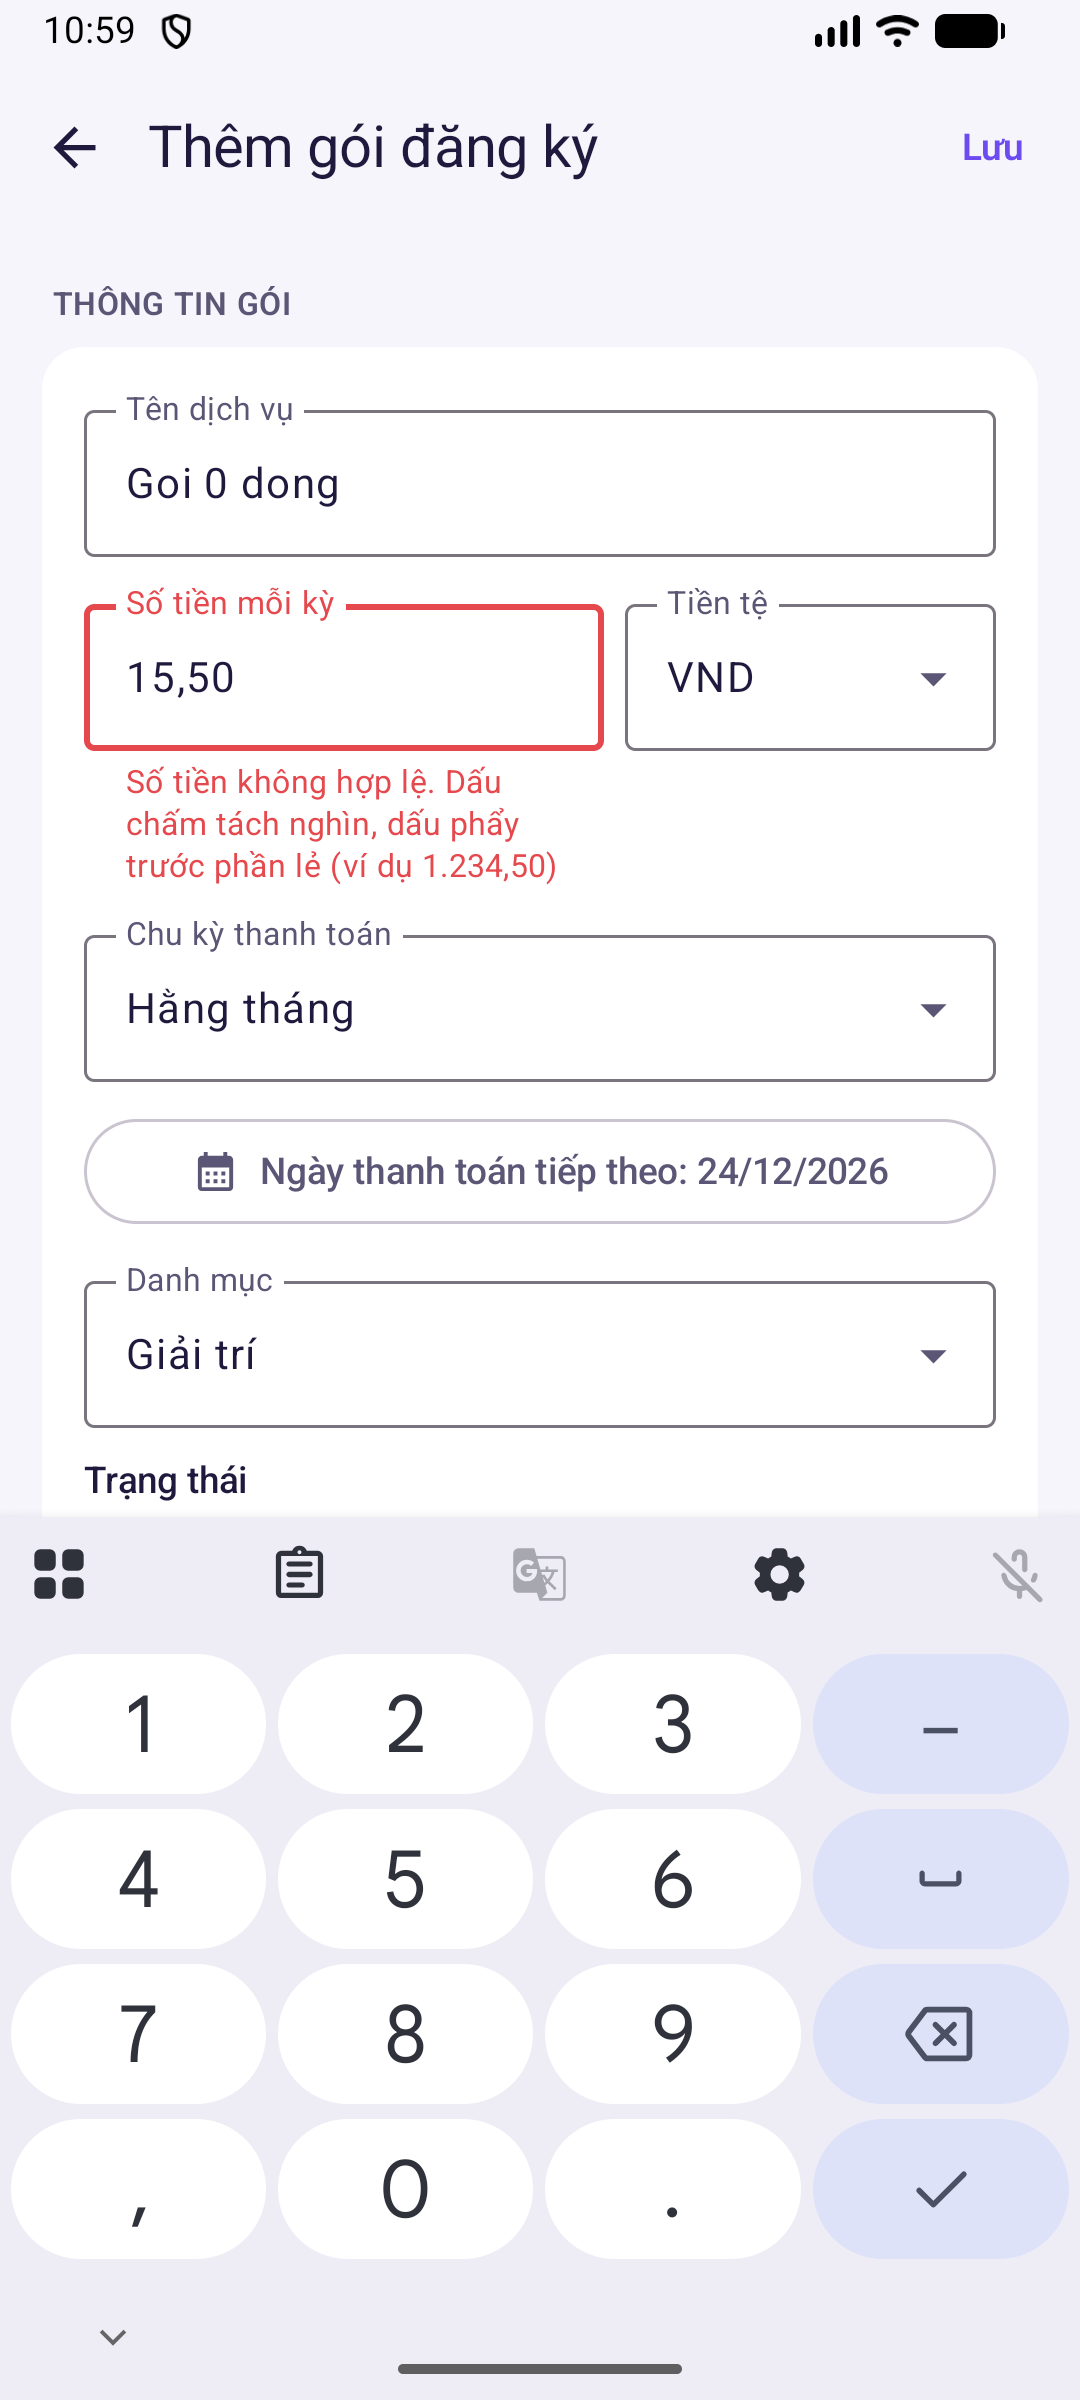 10:59
Thêm gói đăng ký
Lưu
THÔNG TIN GÓI
Tên dịch vụ
Goi 0 dong
Số tiền mỗi kỳ
15,50
Tiền tệ
VND
Số tiền không hợp lệ. Dấu
chấm tách nghìn, dấu phẩy
trước phần lẻ (ví dụ 1.234,50)
Chu kỳ thanh toán
Hằng tháng
Ngày thanh toán tiếp theo: 24/12/2026
Danh mục
Giải trí
Trạng thái
1 2 3 –
4 5 6
7 8 9
, 0 .